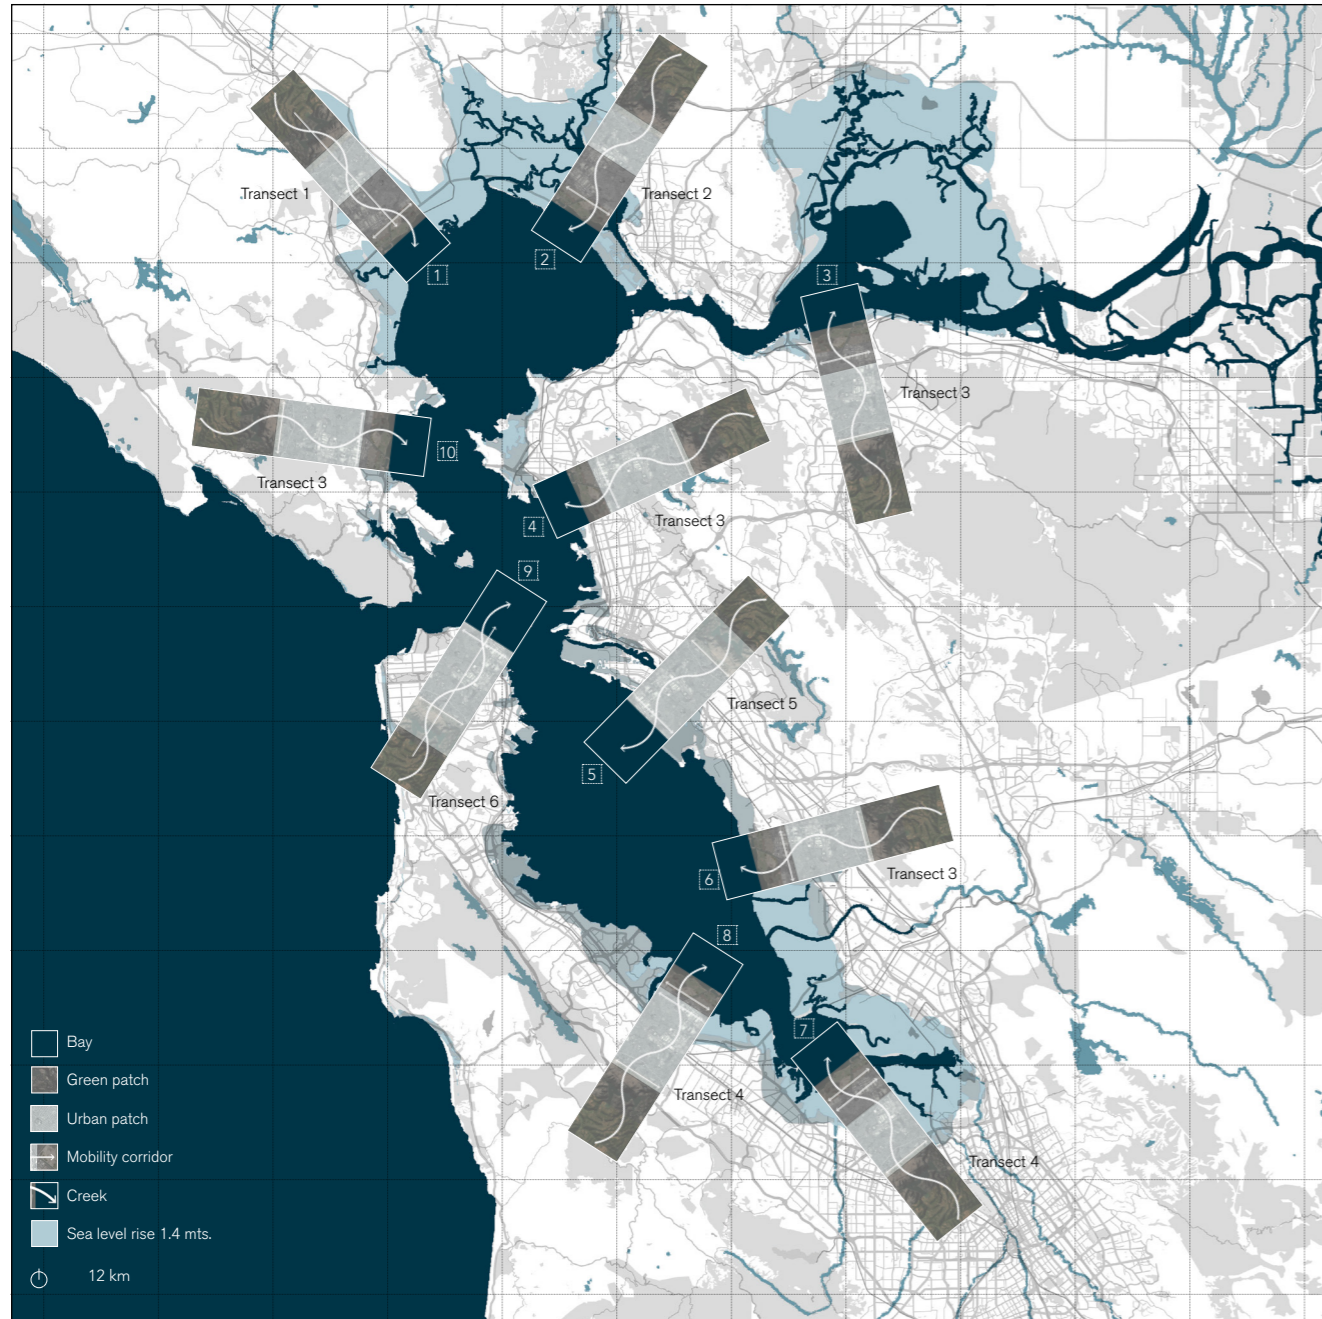 Transect 1
Transect 2
1
2
3
Transect 3
10
Transect 3
4
Transect 3
9
5
Transect 5
Transect 6
6
Transect 3
8
7
Transect 4
Transect 4
Bay
Green patch
Urban patch
Mobility corridor
Creek
Sea level rise 1.4 mts.
12 km